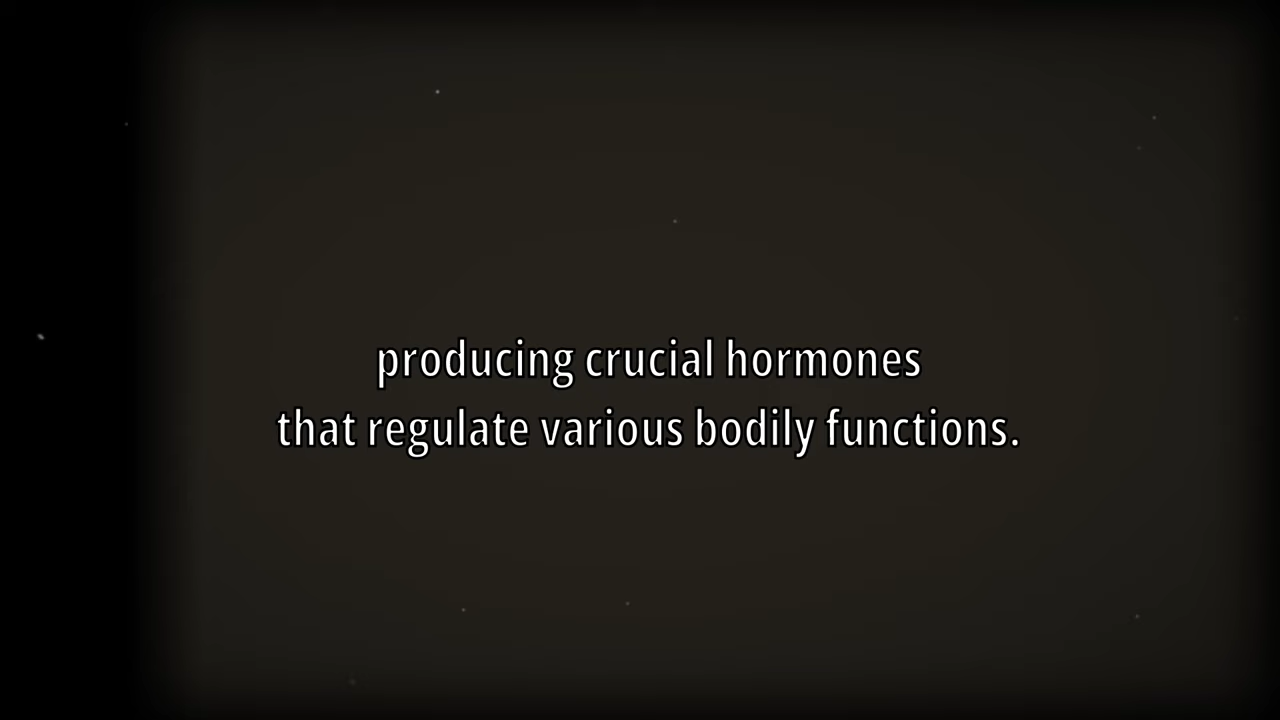 producing crucial hormones
that regulate various bodily functions.